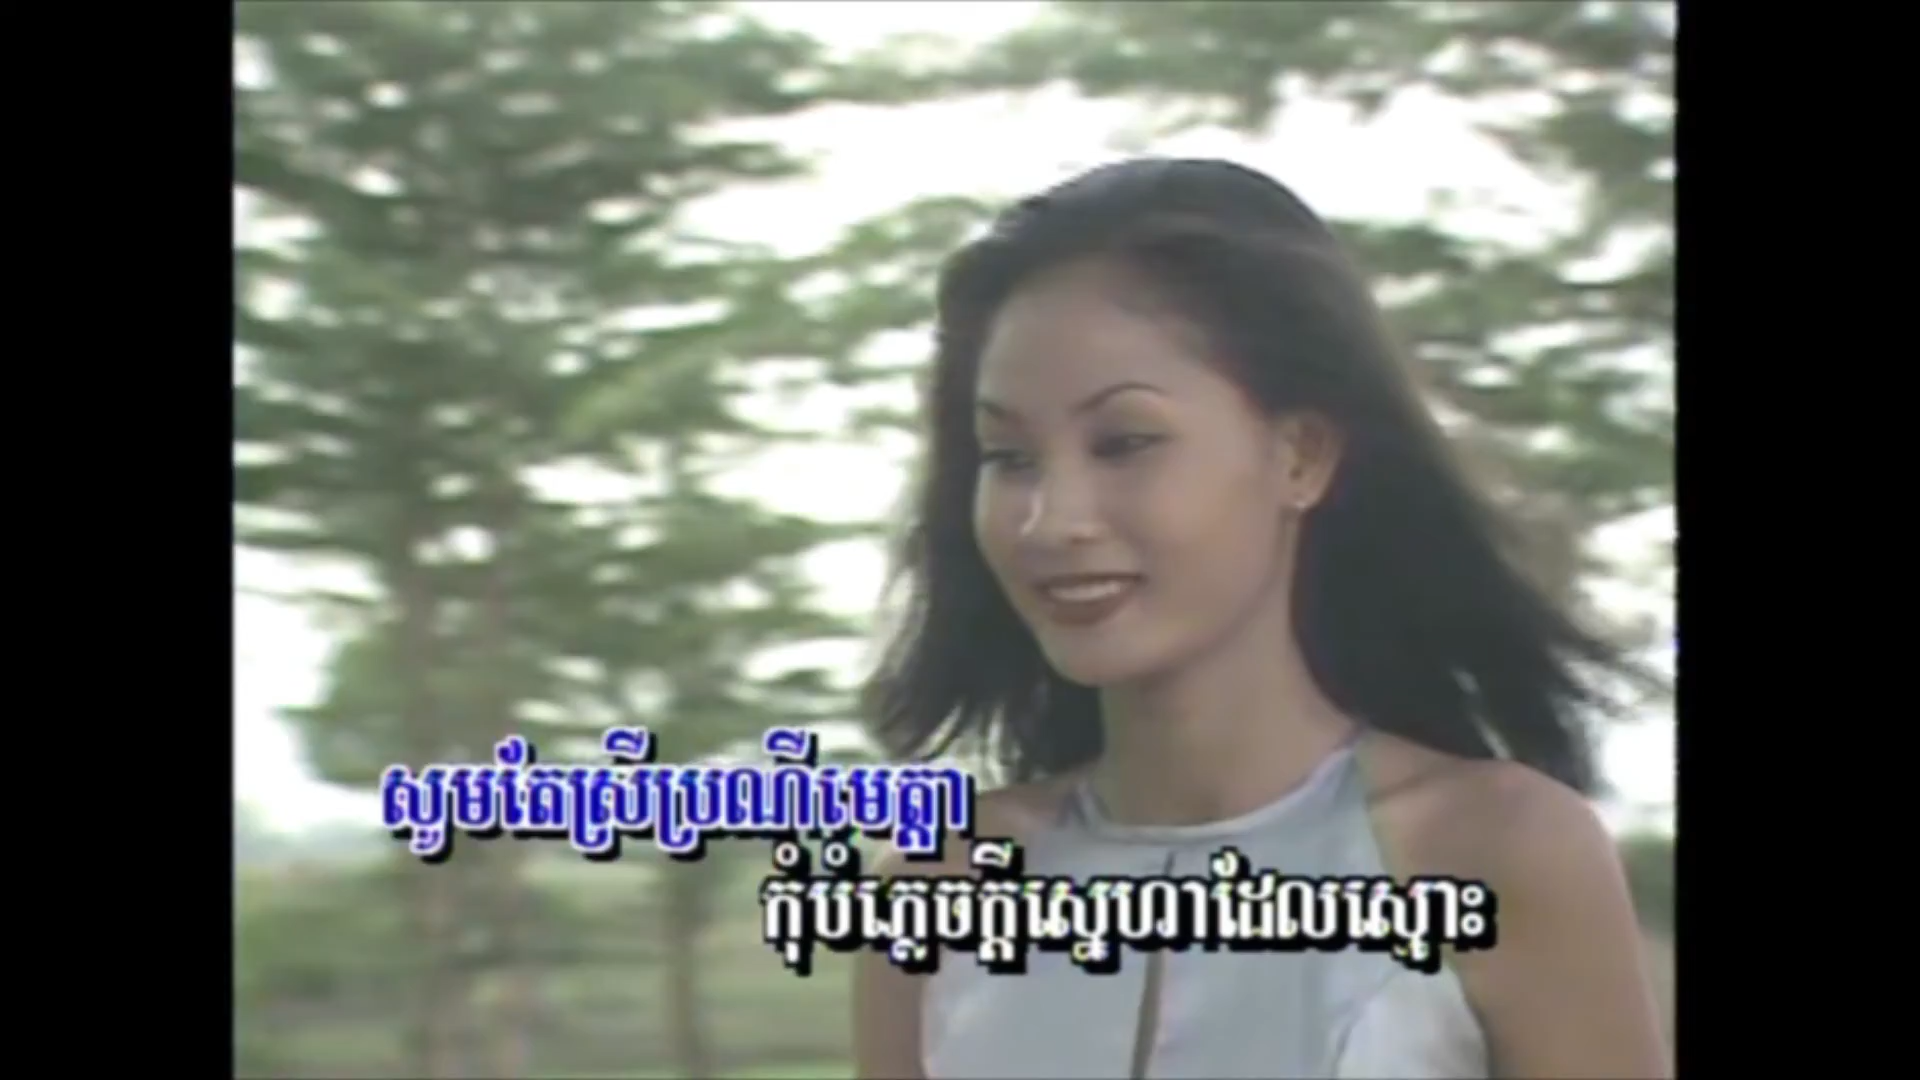 សូមតែស្រីប្រណីមេត្តា
កុំបំភ្លេចក្តីស្នេហាដែលស្មោះ